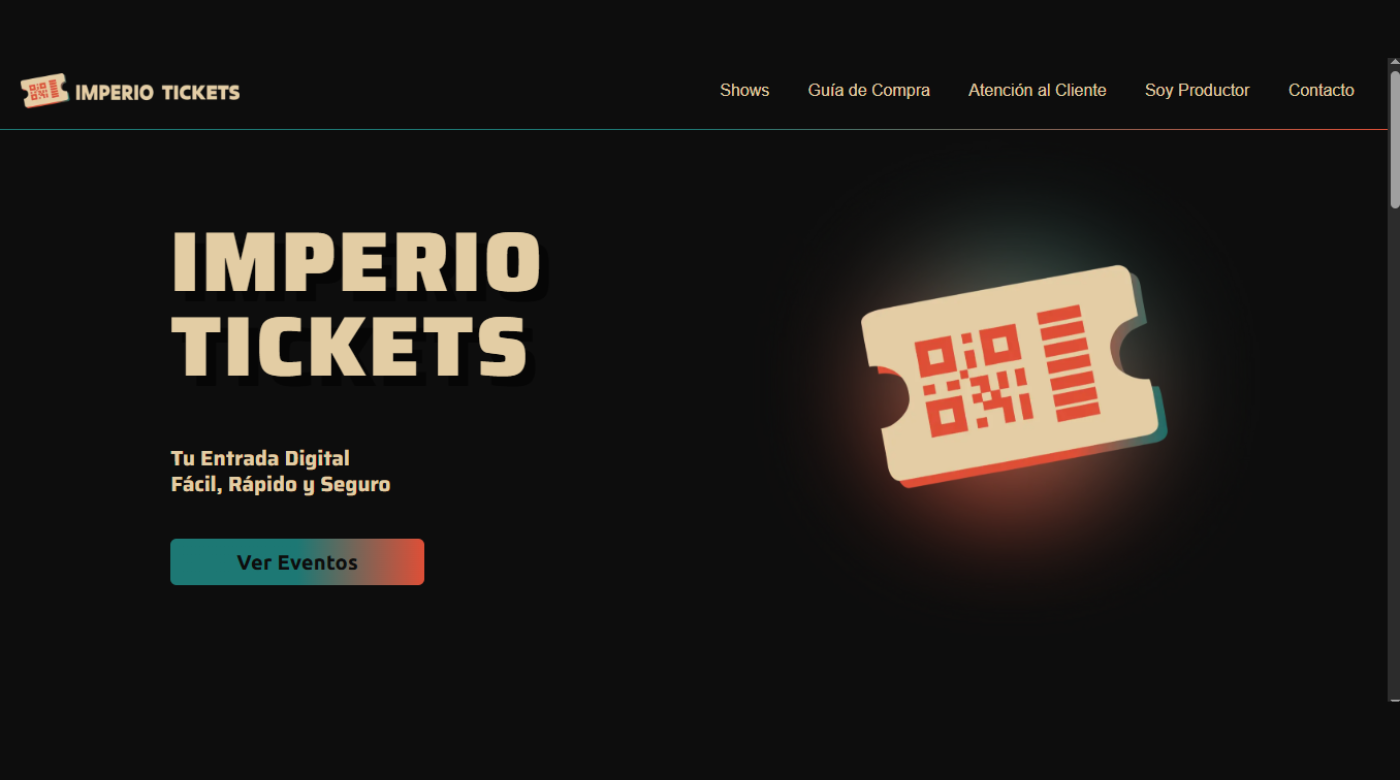 IMPERIO TICKETS
Shows
Guía de Compra
Atención al Cliente
Soy Productor
Contacto
IMPERIO
TICKETS
Tu Entrada Digital
Fácil, Rápido y Seguro
Ver Eventos